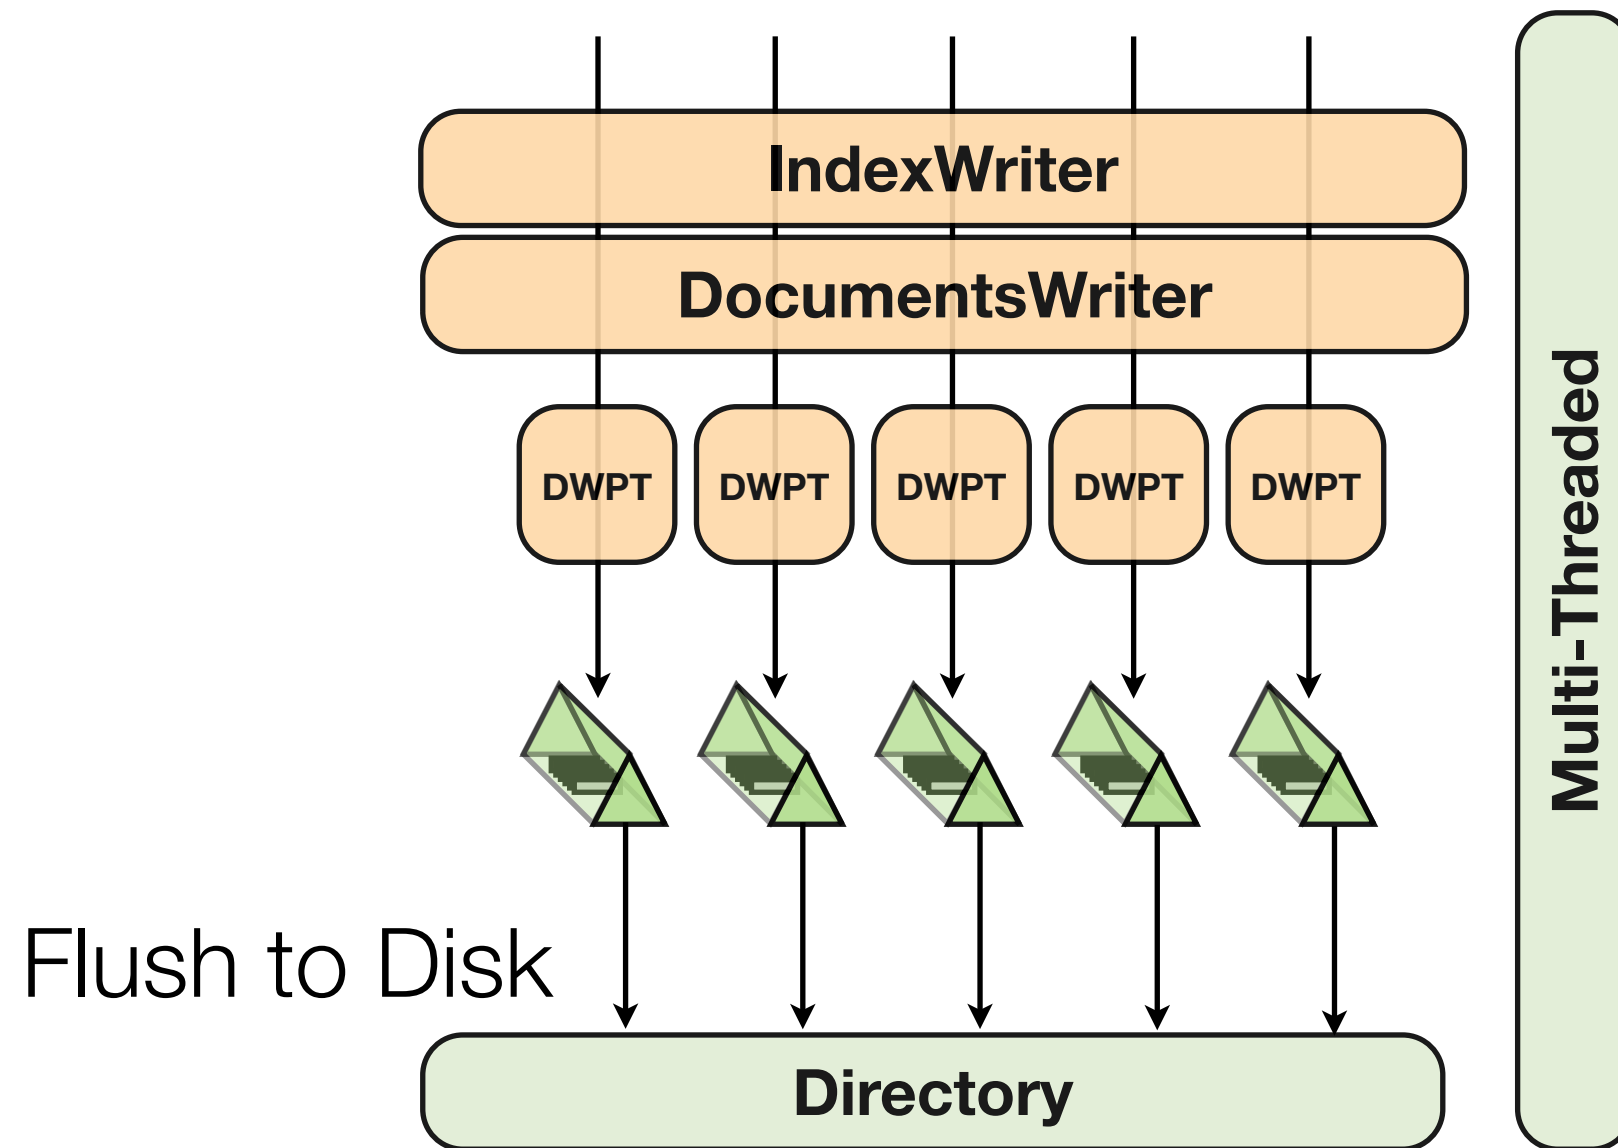 IndexWriter
DocumentsWriter
DWPT DWPT DWPT DWPT DWPT
Flush to Disk
Directory
Multi-Threaded